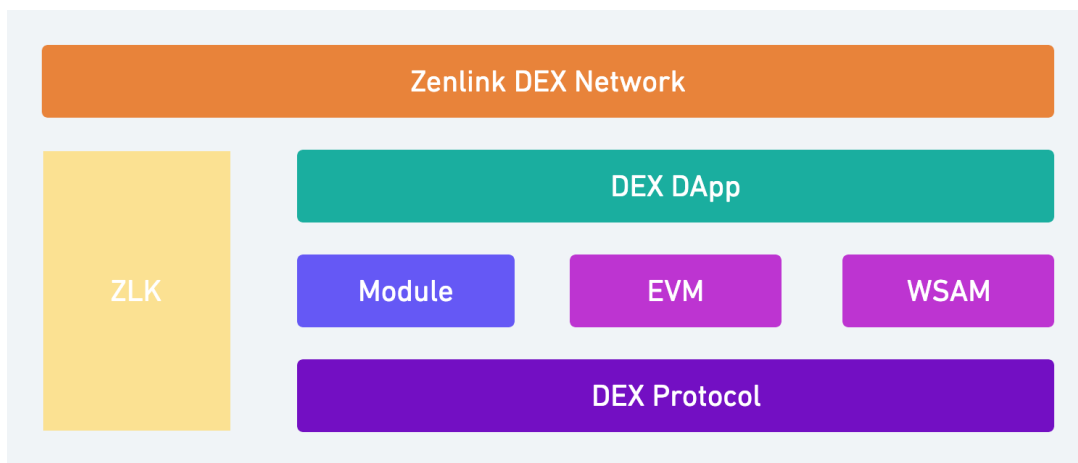 Zenlink DEX Network
DEX DApp
ZLK
Module
EVM
WSAM
DEX Protocol